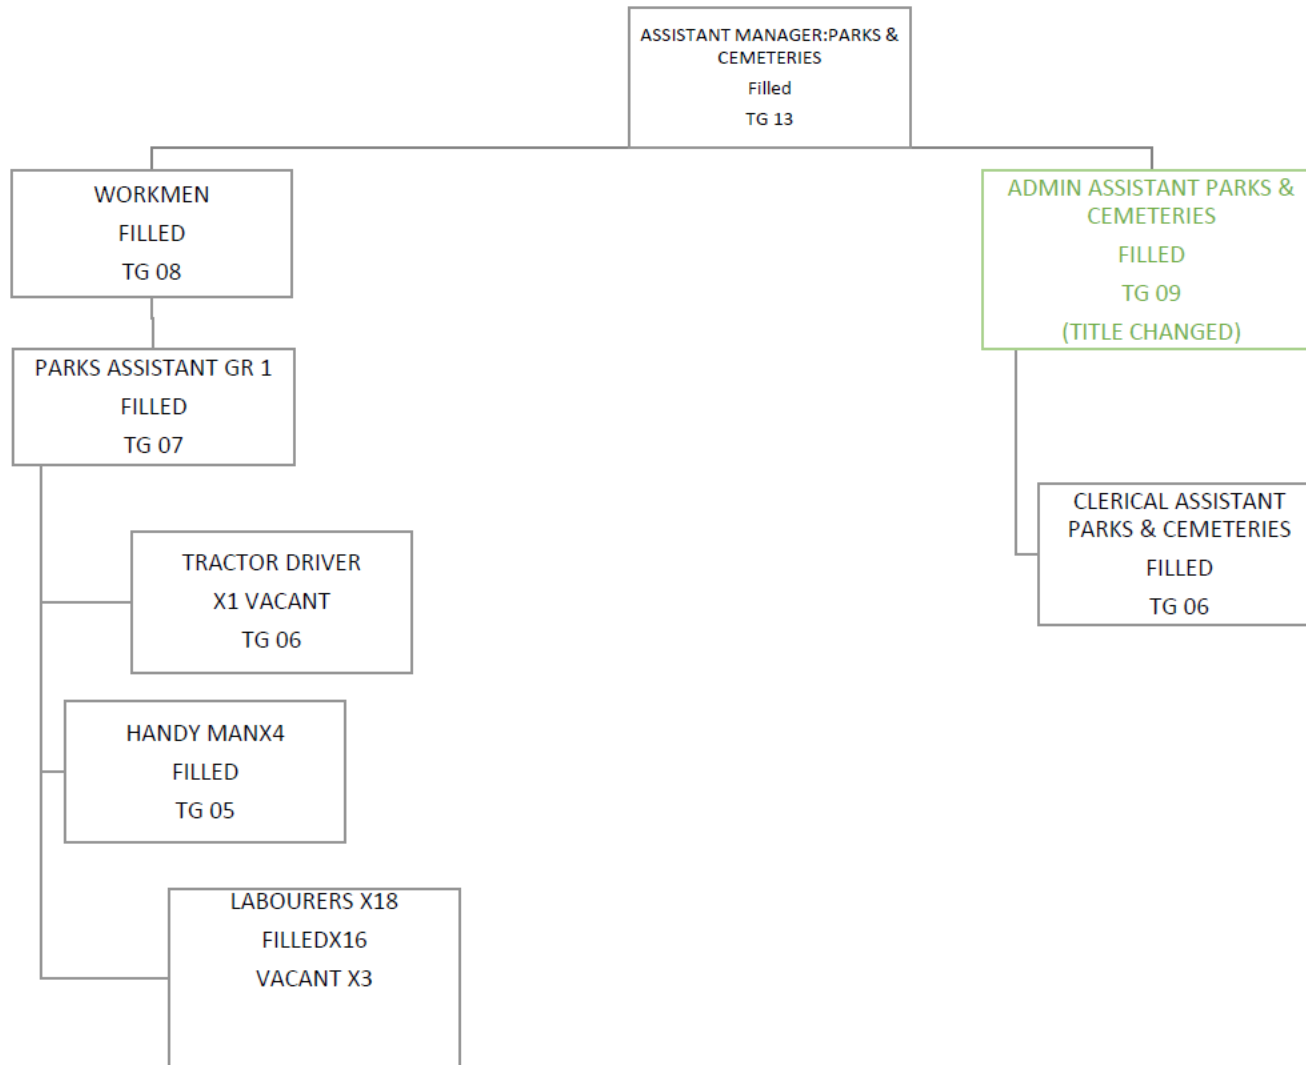 ASSISTANT MANAGER:PARKS &
CEMETERIES
Filled
TG 13
WORKMEN
FILLED
TG 08
ADMIN ASSISTANT PARKS &
CEMETERIES
FILLED
TG 09
(TITLE CHANGED)
PARKS ASSISTANT GR 1
FILLED
TG 07
CLERICAL ASSISTANT
PARKS & CEMETERIES
FILLED
TG 06
TRACTOR DRIVER
X1 VACANT
TG 06
HANDY MANX4
FILLED
TG 05
LABOURERS X18
FILLEDX16
VACANT X3